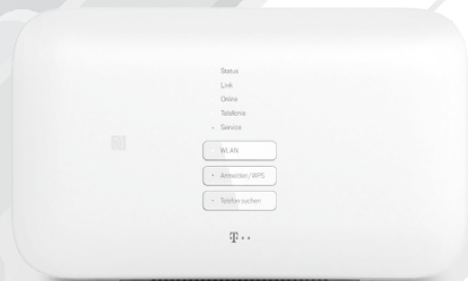 Status
Link
Online
Telefonie
Service
WLAN
Anmelden/WPS
Telefon suchen
T